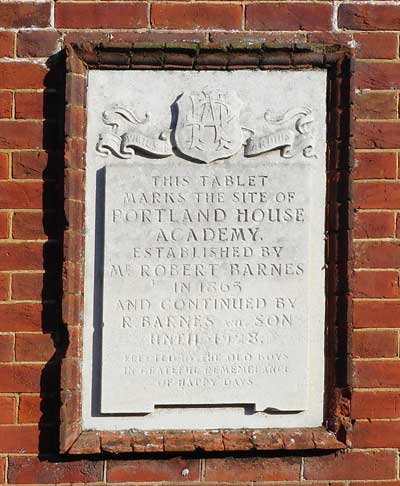 THIS TABLET
MARKS THE SITE OF
PORTLAND HOUSE
ACADEMY.
ESTABLISHED BY
MR ROBERT BARNES
IN 1865
AND CONTINUED BY
R. BARNES AND SON
UNTIL 1928.
ERECTED BY THE OLD BOYS
IN GRATEFUL REMEMBRANCE
OF HAPPY DAYS.